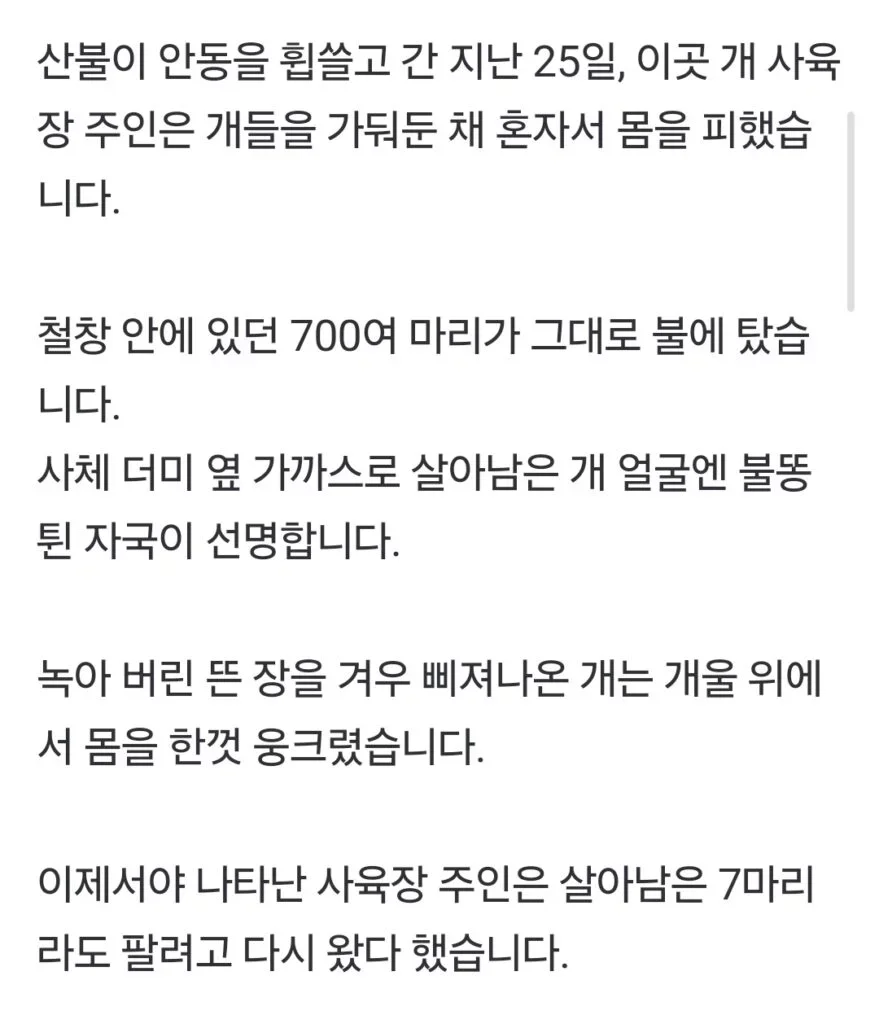 산불이 안동을 휩쓸고 간 지난 25일, 이곳 개 사육
장 주인은 개들을 가둬둔 채 혼자서 몸을 피했습
니다.
철창 안에 있던 700여 마리가 그대로 불에 탔습
니다.
사체 더미 옆 가까스로 살아남은 개 얼굴엔 불똥
튄 자국이 선명합니다.
녹아 버린 뜬 장을 겨우 삐져나온 개는 개울 위에
서 몸을 한껏 웅크렸습니다.
이제서야 나타난 사육장 주인은 살아남은 7마리
라도 팔려고 다시 왔다 했습니다.